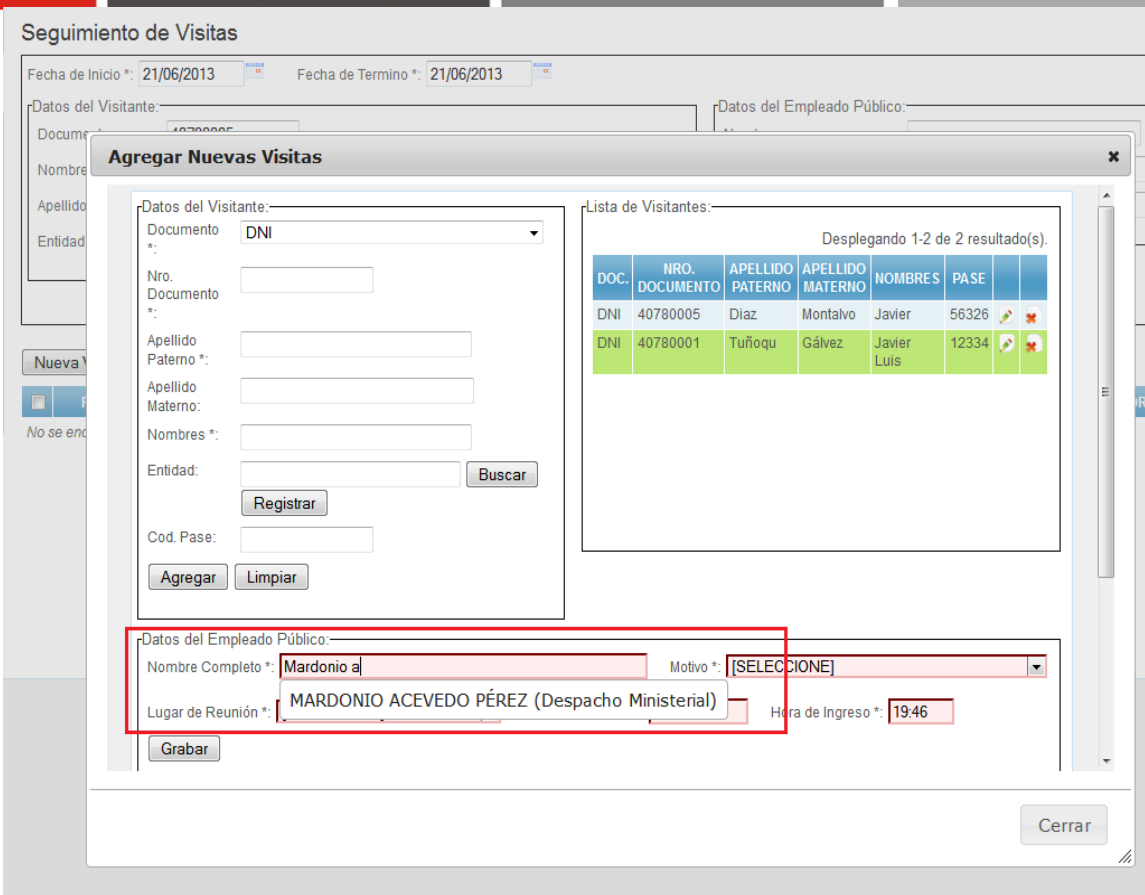 Seguimiento de Visitas
Fecha de Inicio *: 21/06/2013 Fecha de Termino *: 21/06/2013
Datos del Visitante: Datos del Empleado Público:
Agregar Nuevas Visitas
Nombre
Apellido
Entidad
Datos del Visitante:
Documento *: DNI
Nro. Documento *:
Apellido Paterno *:
Apellido Materno:
Nombres *:
Entidad: Buscar
Registrar
Cod. Pase:
Agregar Limpiar
Lista de Visitantes:
Desplegando 1-2 de 2 resultado(s).
DOC. NRO. DOCUMENTO APELLIDO PATERNO APELLIDO MATERNO NOMBRES PASE
DNI 40780005 Diaz Montalvo Javier 56326
DNI 40780001 Tuñoqu Gálvez Javier Luis 12334
Nueva
No se enc
Datos del Empleado Público:
Nombre Completo *: Mardonio a Motivo *: [SELECCIONE]
MARDONIO ACEVEDO PÉREZ (Despacho Ministerial)
Lugar de Reunión *: Hora de Ingreso *: 19:46
Grabar
Cerrar